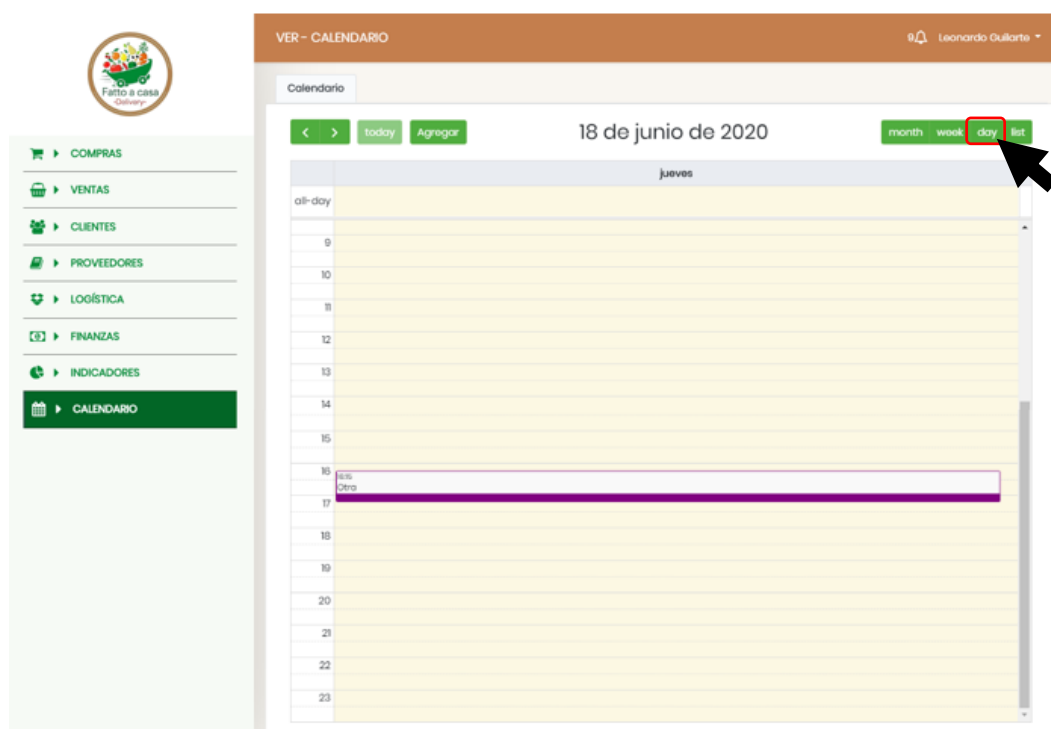 VER - CALENDARIO
9 Leonardo Guilarte
Fatto a casa
-Delivery-
Calendario
today Agregar
18 de junio de 2020
month week day list
COMPRAS
VENTAS
CLIENTES
PROVEEDORES
LOGÍSTICA
FINANZAS
INDICADORES
CALENDARIO
jueves
all-day
9
10
11
12
13
14
15
16
16:15
Otra
17
18
19
20
21
22
23